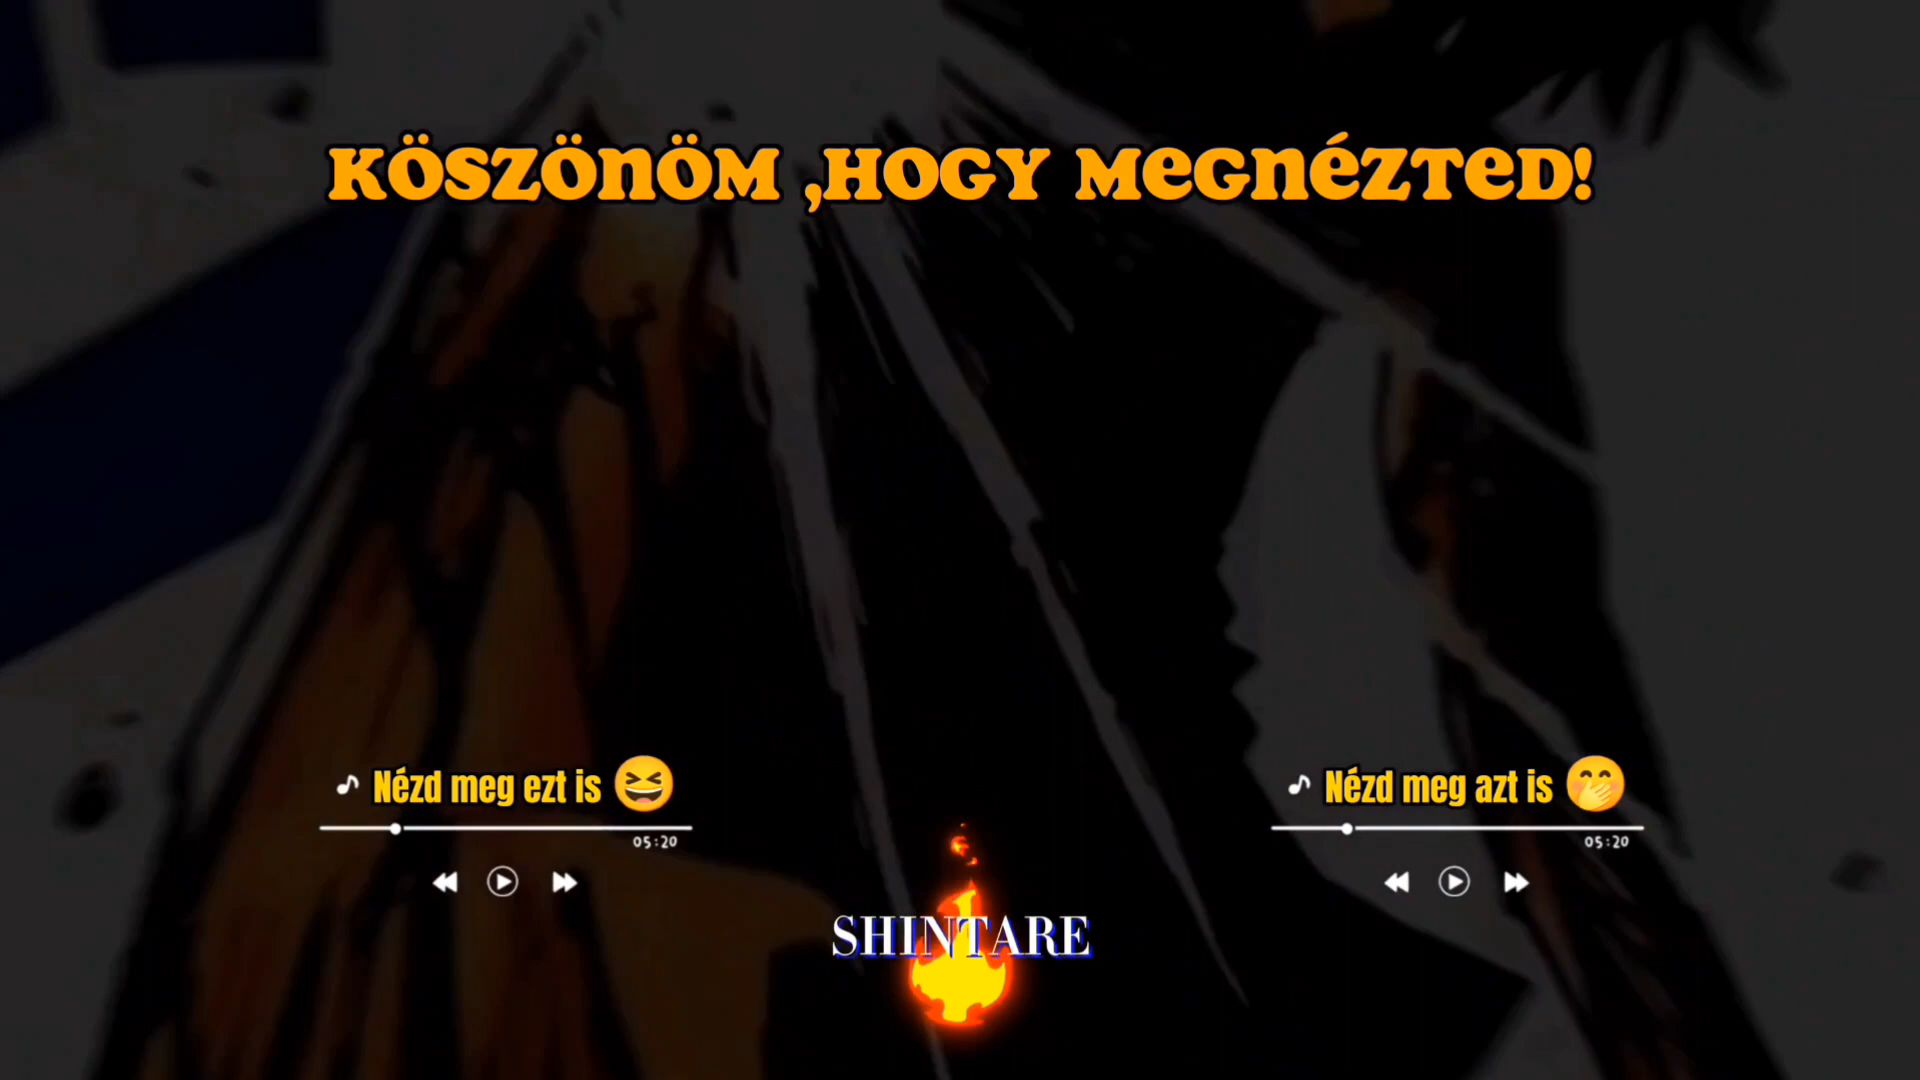 KÖSZÖNÖM ,HOGY MEGNÉZTED!
Nézd meg ezt is
05:20
Nézd meg azt is
05:20
SHINTARE